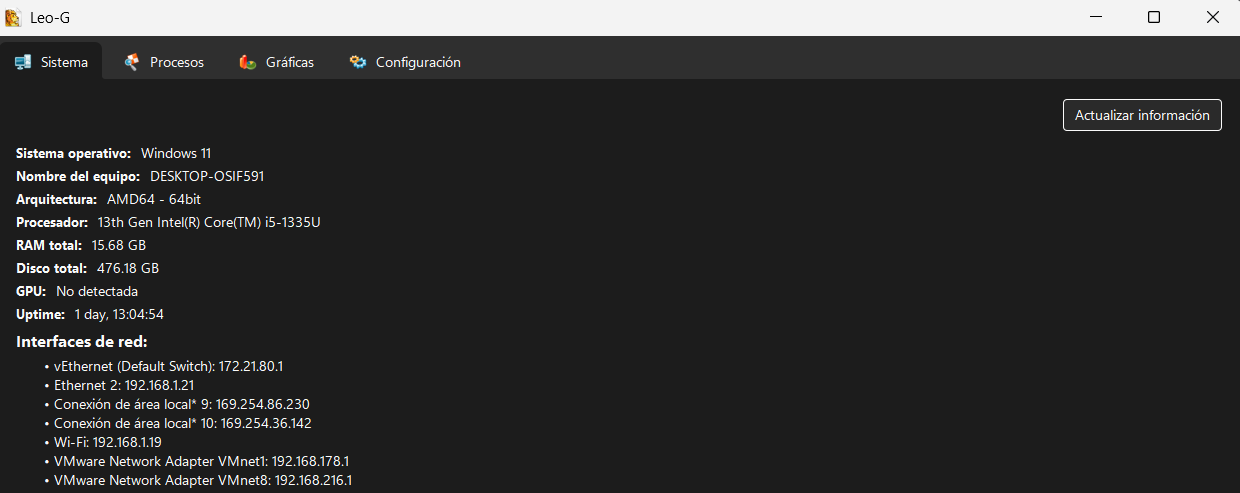 Leo-G
Sistema Procesos Gráficas Configuración
Actualizar información
Sistema operativo: Windows 11
Nombre del equipo: DESKTOP-OSIF591
Arquitectura: AMD64 - 64bit
Procesador: 13th Gen Intel(R) Core(TM) i5-1335U
RAM total: 15.68 GB
Disco total: 476.18 GB
GPU: No detectada
Uptime: 1 day, 13:04:54
Interfaces de red:
• vEthernet (Default Switch): 172.21.80.1
• Ethernet 2: 192.168.1.21
• Conexión de área local* 9: 169.254.86.230
• Conexión de área local* 10: 169.254.36.142
• Wi-Fi: 192.168.1.19
• VMware Network Adapter VMnet1: 192.168.178.1
• VMware Network Adapter VMnet8: 192.168.216.1